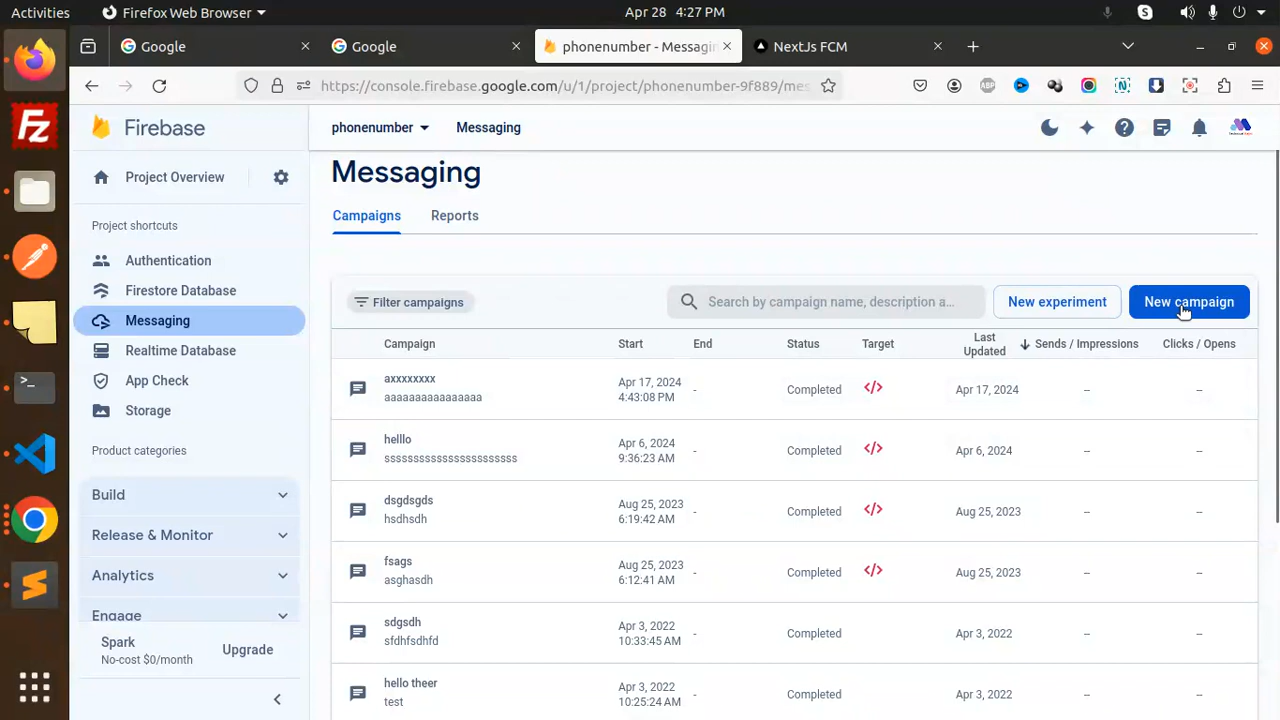 Activities
Firefox Web Browser
Apr 28 4:27 PM
Google
Google
phonenumber - Messagin
NextJs FCM
https://console.firebase.google.com/u/1/project/phonenumber-9f889/mes
Firebase
phonenumber
Messaging
Project Overview
Project shortcuts
Authentication
Firestore Database
Messaging
Realtime Database
App Check
Storage
Product categories
Build
Release & Monitor
Analytics
Engage
Spark
No-cost $0/month
Upgrade
Messaging
Campaigns
Reports
Filter campaigns
Search by campaign name, description a...
New experiment
New campaign
Campaign
Start
End
Status
Target
Last Updated
Sends / Impressions
Clicks / Opens
axxxxxxxx
aaaaaaaaaaaaaaaa
Apr 17, 2024
4:43:08 PM
-
Completed
Apr 17, 2024
--
--
helllo
sssssssssssssssssssssss
Apr 6, 2024
9:36:23 AM
-
Completed
Apr 6, 2024
--
--
dsgdsgds
hsdhsdh
Aug 25, 2023
6:19:42 AM
-
Completed
Aug 25, 2023
--
--
fsags
asghasdh
Aug 25, 2023
6:12:41 AM
-
Completed
Aug 25, 2023
--
--
sdgsdh
sfdhfsdhfd
Apr 3, 2022
10:33:45 AM
-
Completed
Apr 3, 2022
--
--
hello theer
test
Apr 3, 2022
10:25:24 AM
-
Completed
Apr 3, 2022
--
--